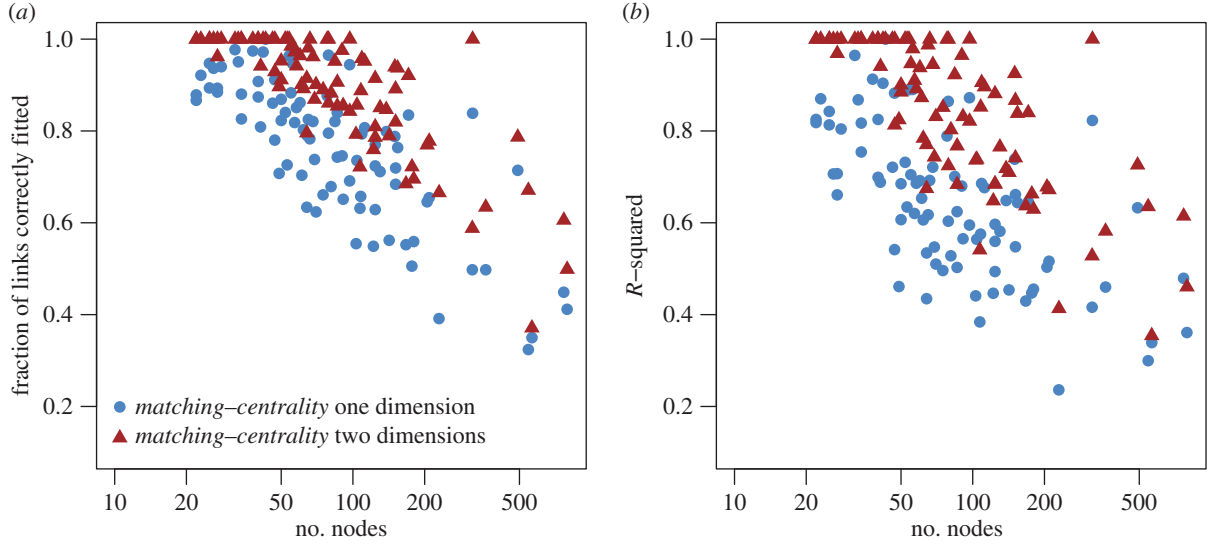 (a)
1.0
0.8
0.6
0.4
0.2
fraction of links correctly fitted
matching–centrality one dimension
matching–centrality two dimensions
10 20 50 100 200 500
no. nodes
(b)
1.0
0.8
0.6
0.4
0.2
R–squared
10 20 50 100 200 500
no. nodes